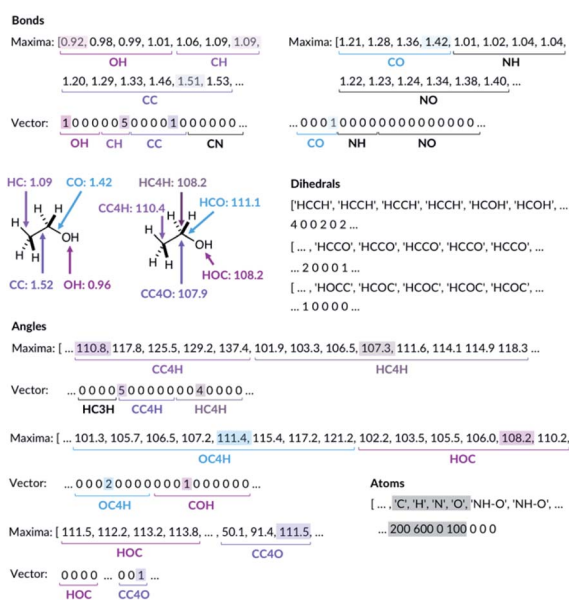 Bonds
Maxima: [0.92, 0.98, 0.99, 1.01, 1.06, 1.09, 1.09,
OH CH
1.20, 1.29, 1.33, 1.46, 1.51, 1.53, ...
CC
Vector: 1 0 0 0 0 0 5 0 0 0 0 1 0 0 0 0 0 0 ...
OH CH CC CN
Maxima: [1.21, 1.28, 1.36, 1.42, 1.01, 1.02, 1.04, 1.04,
CO NH
1.22, 1.23, 1.24, 1.34, 1.38, 1.40, ...
NO
... 0 0 0 1 0 0 0 0 0 0 0 0 0 0 0 0 0 0 ...
CO NH NO
HC: 1.09 CO: 1.42
H H
H OH
H H
CC: 1.52 OH: 0.96
HC4H: 108.2
CC4H: 110.4 HCO: 111.1
H H
H OH
H H
HOC: 108.2
CC4O: 107.9
Dihedrals
['HCCH', 'HCCH', 'HCCH', 'HCCH', 'HCOH', 'HCOH', ...
4 0 0 2 0 2 ...
[ ... , 'HCCO', 'HCCO', 'HCCO', 'HCCO', 'HCCO', ...
... 2 0 0 0 1 ...
[ ... , 'HOCC', 'HCOC', 'HCOC', 'HCOC', 'HCOC', ...
... 1 0 0 0 0 ...
Angles
Maxima: [ ... 110.8, 117.8, 125.5, 129.2, 137.4, 101.9, 103.3, 106.5, 107.3, 111.6, 114.1 114.9 118.3 ...
CC4H HC4H
Vector: ... 0 0 0 0 5 0 0 0 0 0 0 0 4 0 0 0 0 ...
HC3H CC4H HC4H
Maxima: [ ... 101.3, 105.7, 106.5, 107.2, 111.4, 115.4, 117.2, 121.2, 102.2, 103.5, 105.5, 106.0, 108.2, 110.2,
OC4H HOC
Vector: ... 0 0 0 2 0 0 0 0 0 0 1 0 0 0 0 0 0 ...
OC4H COH
Maxima: [ 111.5, 112.2, 113.2, 113.8, ... , 50.1, 91.4, 111.5, ...
HOC CC4O
Vector: 0 0 0 0 ... 0 0 1 ...
HOC CC4O
Atoms
[ ... , 'C', 'H', 'N', 'O', 'NH-O', 'NH-O', ...
... 200 600 0 100 0 0 0